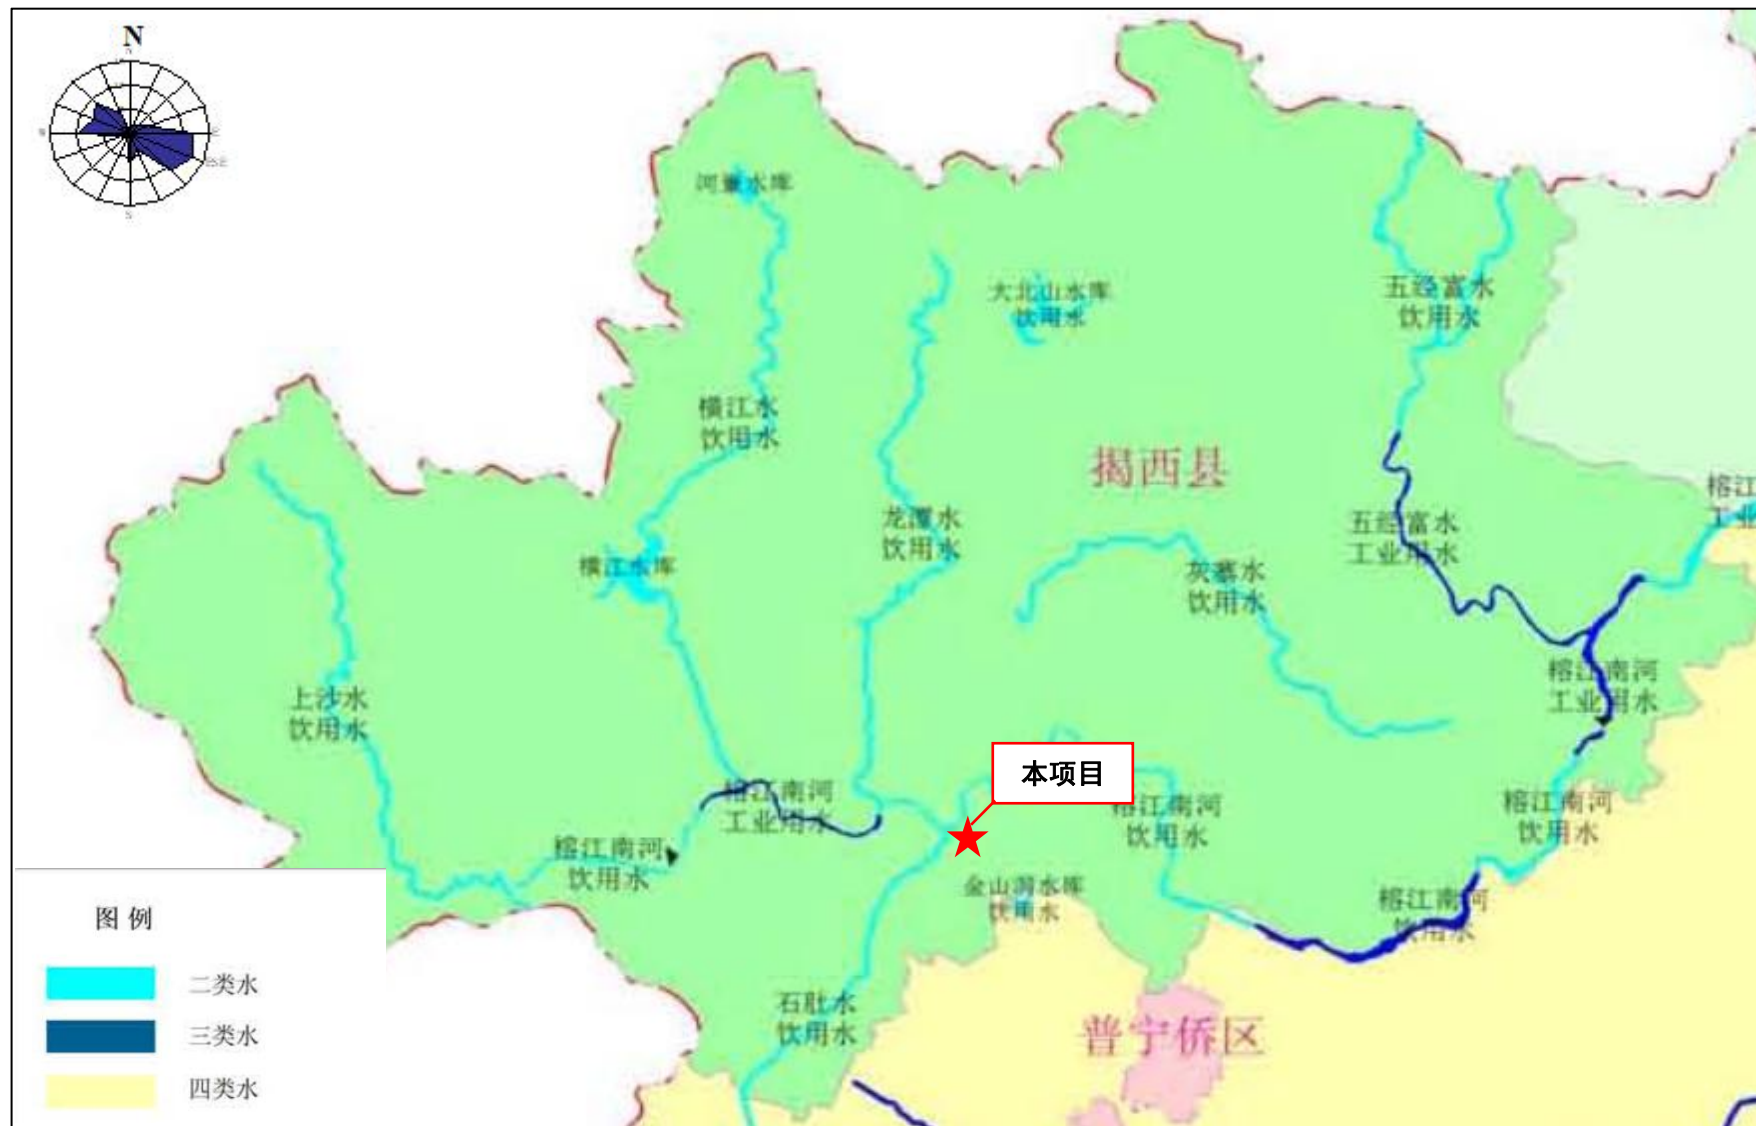 N
S
河輋水库
大北山水库
饮用水
五经富水
饮用水
横江水
饮用水
揭西县
榕江
工业
龙潭水
饮用水
五经富水
工业用水
横江水库
灰寨水
饮用水
上沙水
饮用水
榕江南河
工业用水
本项目
榕江南河
工业用水
榕江南河
饮用水
榕江南河
饮用水
榕江南河
饮用水
金山洞水库
饮用水
榕江南河
饮用水
石肚水
饮用水
普宁侨区
图例
二类水
三类水
四类水